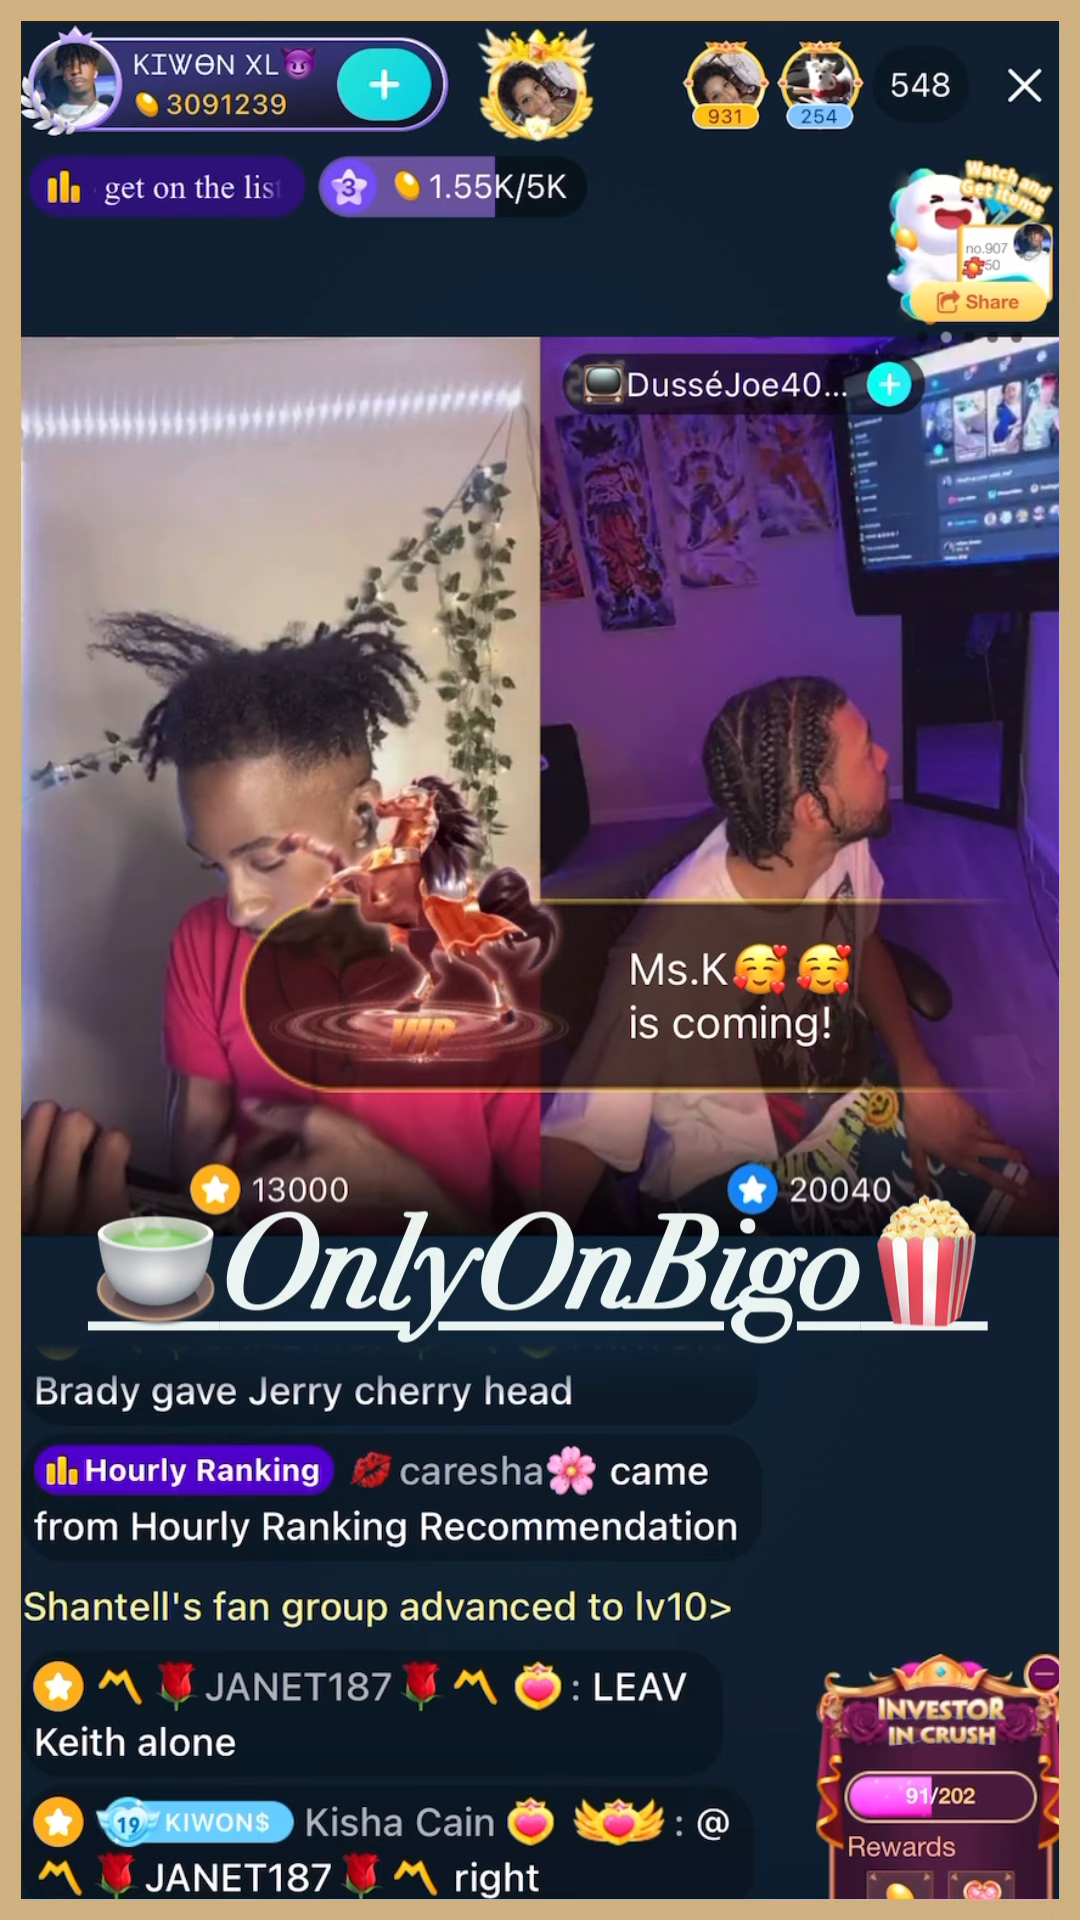 KIWӨN XL😈
3091239
931
254
548
get on the lis
3
1.55K/5K
Watch and
Get items
no.907
50
Share
📺DusséJoe40...
Ms.K🥰🥰
is coming!
VIP
13000
20040
🍵OnlyOnBigo🍿
Brady gave Jerry cherry head
Hourly Ranking 💋caresha🌸 came
from Hourly Ranking Recommendation
Shantell's fan group advanced to lv10>
〽️🌹JANET187🌹〽️ : LEAV
Keith alone
19 KIWON$ Kisha Cain : @
〽️🌹JANET187🌹〽️ right
INVESTOR
IN CRUSH
91/202
Rewards